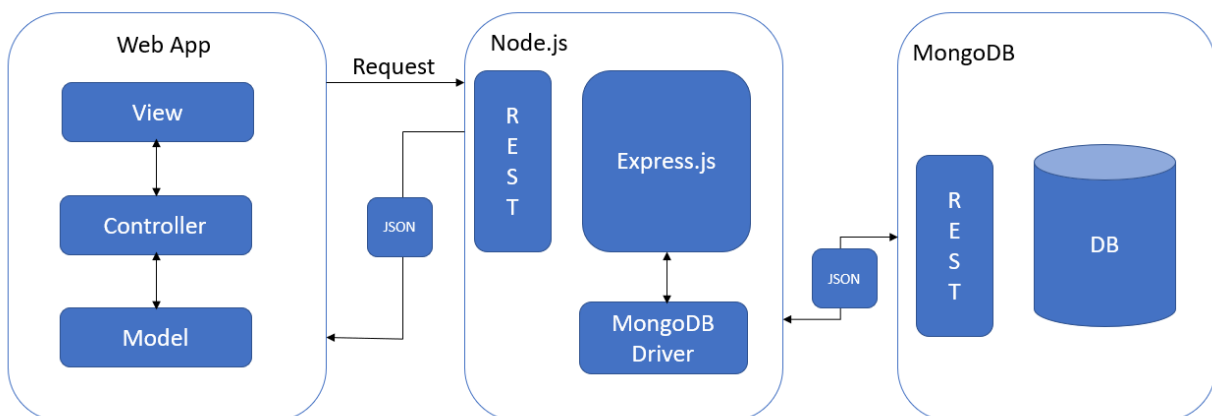 Web App
View
Controller
Model
Request
JSON
Node.js
R
E
S
T
Express.js
MongoDB
Driver
JSON
MongoDB
R
E
S
T
DB